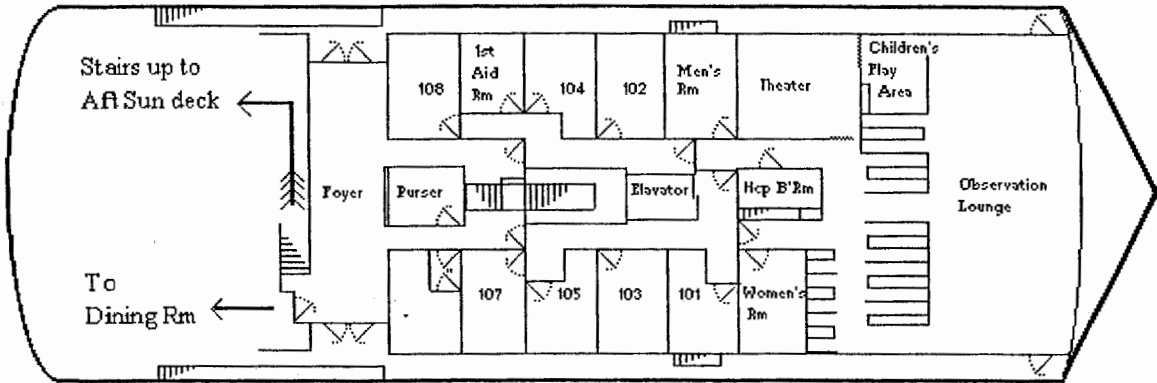 Stairs up to
Aft Sun deck
108
1st
Aid
Rm
104
102
Men's
Rm
Theater
Children's
Play
Area
Foyer
Purser
Elavator
Hcp B'Rm
Observation
Lounge
To
Dining Rm
107
105
103
101
Women's
Rm